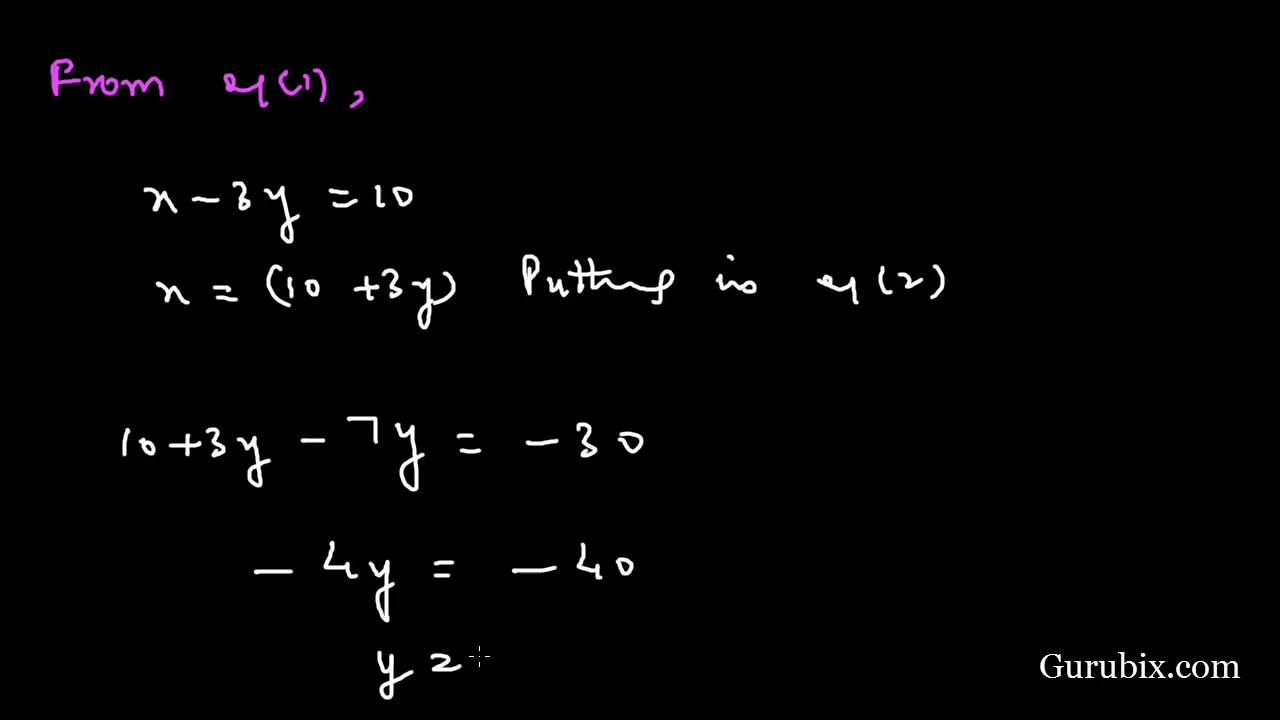 From eq(1),
x - 3y = 10
x = (10 + 3y) Putting in eq(2)
10 + 3y - 7y = - 30
- 4y = - 40
y =
Gurubix.com